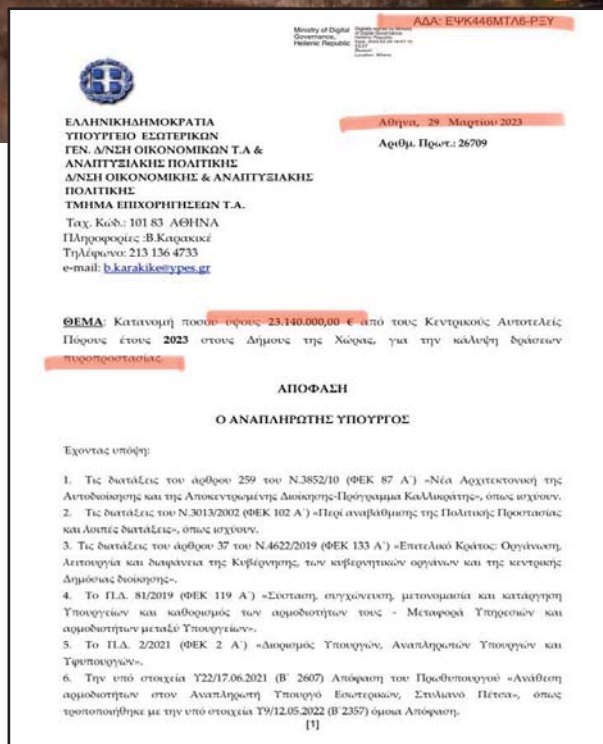 ΑΔΑ: ΕΨΚ446ΜΤΛ6-ΡΞΥ
Ministry of Digital
Governance,
Hellenic Republic
ΕΛΛΗΝΙΚΗΔΗΜΟΚΡΑΤΙΑ
ΥΠΟΥΡΓΕΙΟ ΕΣΩΤΕΡΙΚΩΝ
ΓΕΝ. Δ/ΝΣΗ ΟΙΚΟΝΟΜΙΚΩΝ Τ.Α &
ΑΝΑΠΤΥΞΙΑΚΗΣ ΠΟΛΙΤΙΚΗΣ
Δ/ΝΣΗ ΟΙΚΟΝΟΜΙΚΗΣ & ΑΝΑΠΤΥΞΙΑΚΗΣ
ΠΟΛΙΤΙΚΗΣ
ΤΜΗΜΑ ΕΠΙΧΟΡΗΓΗΣΕΩΝ Τ.Α.
Ταχ. Κώδ.: 101 83 ΑΘΗΝΑ
Πληροφορίες :Β.Καρακικέ
Τηλέφωνο: 213 136 4733
e-mail: b.karakike@ypes.gr
Αθήνα, 29 Μαρτίου 2023
Αριθμ. Πρωτ.: 26709
ΘΕΜΑ: Κατανομή ποσού ύψους 23.140.000,00 € από τους Κεντρικούς Αυτοτελείς
Πόρους έτους 2023 στους Δήμους της Χώρας, για την κάλυψη δράσεων
πυροπροστασίας.
ΑΠΟΦΑΣΗ
Ο ΑΝΑΠΛΗΡΩΤΗΣ ΥΠΟΥΡΓΟΣ
Έχοντας υπόψη:
1. Τις διατάξεις του άρθρου 259 του Ν.3852/10 (ΦΕΚ 87 Α΄) «Νέα Αρχιτεκτονική της
Αυτοδιοίκησης και της Αποκεντρωμένης Διοίκησης-Πρόγραμμα Καλλικράτης», όπως ισχύουν.
2. Τις διατάξεις του Ν.3013/2002 (ΦΕΚ 102 Α΄) «Περί αναβάθμισης της Πολιτικής Προστασίας
και λοιπές διατάξεις», όπως ισχύουν.
3. Τις διατάξεις του άρθρου 37 του Ν.4622/2019 (ΦΕΚ 133 Α΄) «Επιτελικό Κράτος: Οργάνωση,
λειτουργία και διαφάνεια της Κυβέρνησης, των κυβερνητικών οργάνων και της κεντρικής
Δημόσιας διοίκησης».
4. Το Π.Δ. 81/2019 (ΦΕΚ 119 Α΄) «Σύσταση, συγχώνευση, μετονομασία και κατάργηση
Υπουργείων και καθορισμός των αρμοδιοτήτων τους - Μεταφορά Υπηρεσιών και
αρμοδιοτήτων μεταξύ Υπουργείων».
5. Το Π.Δ. 2/2021 (ΦΕΚ 2 Α΄) «Διορισμός Υπουργών, Αναπληρωτών Υπουργών και
Υφυπουργών».
6. Την υπό στοιχεία Υ22/17.06.2021 (Β΄ 2607) Απόφαση του Πρωθυπουργού «Ανάθεση
αρμοδιοτήτων στον Αναπληρωτή Υπουργό Εσωτερικών, Στυλιανό Πέτσα», όπως
τροποποιήθηκε με την υπό στοιχεία Υ9/12.05.2022 (Β΄2357) όμοια Απόφαση.
[1]